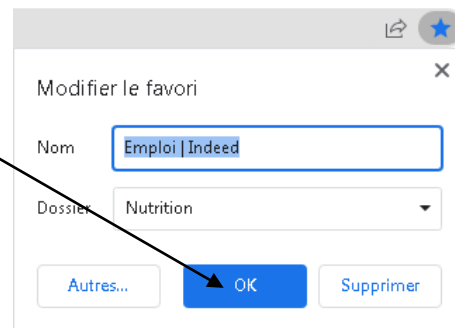 Modifier le favori
Nom Emploi | Indeed
Dossier Nutrition
Autres... OK Supprimer